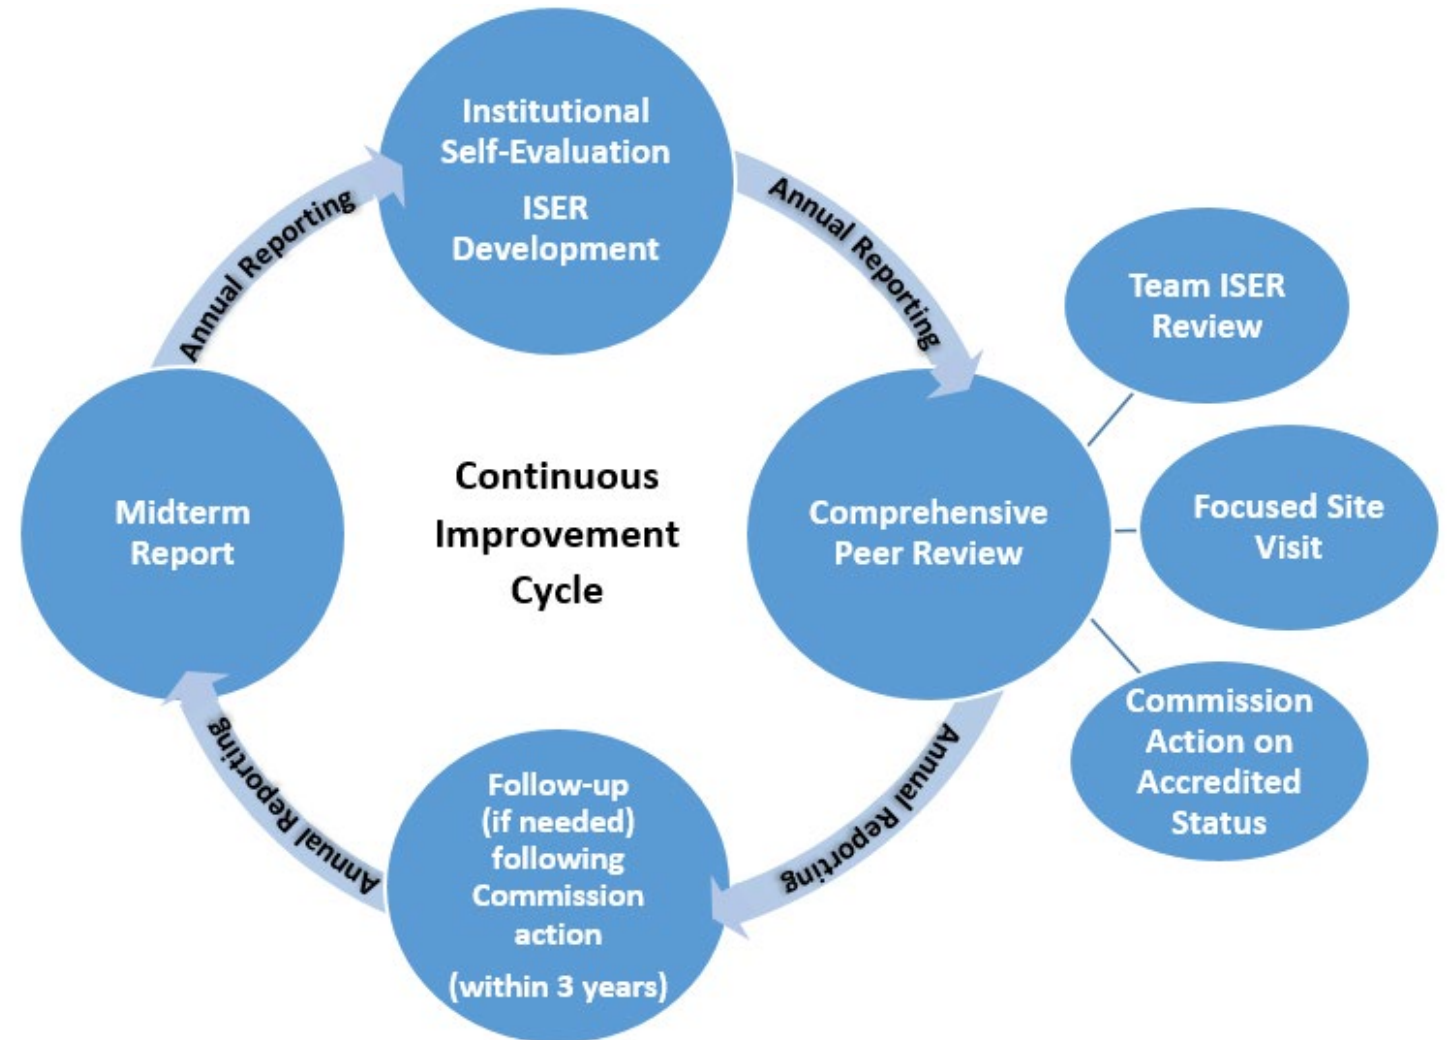 Institutional
Self-Evaluation
ISER
Development
Annual Reporting
Annual Reporting
Team ISER
Review
Continuous
Improvement
Cycle
Midterm
Report
Comprehensive
Peer Review
Focused Site
Visit
Commission
Action on
Accredited
Status
Annual Reporting
Annual Reporting
Follow-up
(if needed)
following
Commission
action
(within 3 years)